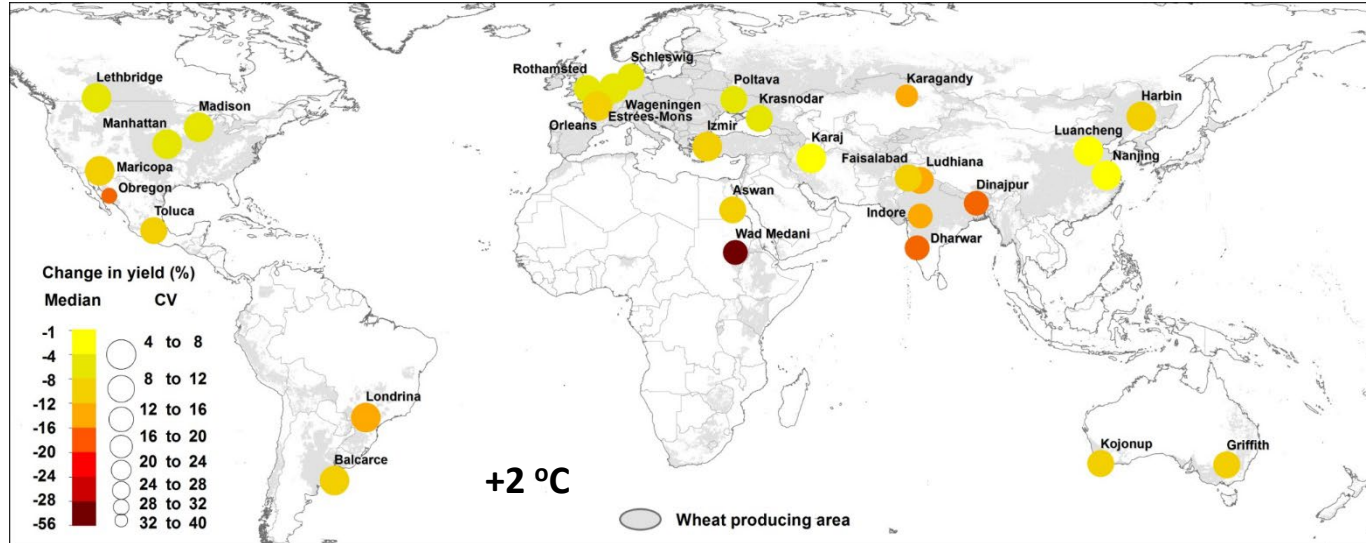 Schleswig
Rothamsted
Lethbridge
Poltava
Karagandy
Madison
Krasnodar
Harbin
Manhattan
Wageningen
Estrées-Mons
Orleans
Izmir
Karaj
Luancheng
Nanjing
Maricopa
Faisalabad
Ludhiana
Obregon
Aswan
Dinajpur
Toluca
Indore
Wad Medani
Dharwar
Change in yield (%)
Median CV
-1 4 to 8
-4
-8 8 to 12
-12 12 to 16
-16 16 to 20
-20 20 to 24
-24 24 to 28
-28 28 to 32
-56 32 to 40
Londrina
Balcarce
Kojonup
Griffith
+2 ºC
Wheat producing area